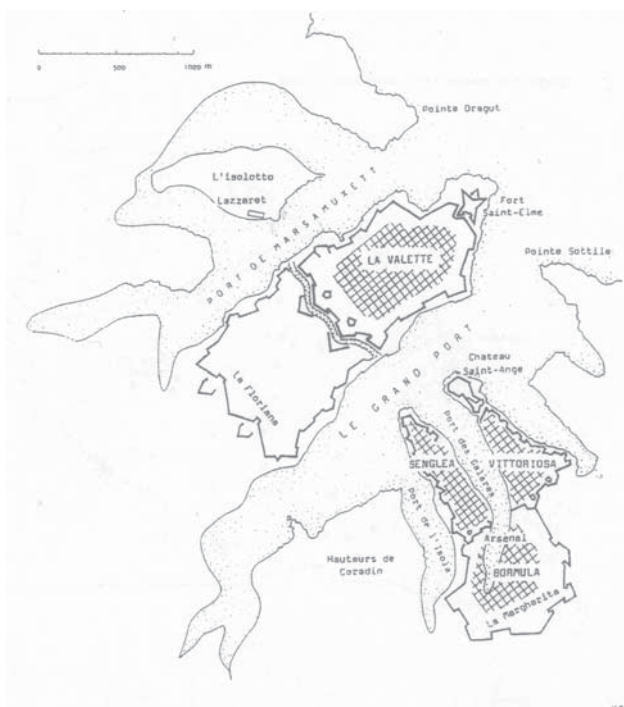 0 500 1000 m
Pointe Dragut
L'isolotto
Lazzaret
Fort
Saint-Elme
PORT DE MARSAMUXETT
LA VALETTE
Pointe Sottile
La Floriane
LE GRAND PORT
Chateau
Saint-Ange
SENGLEA
Port des Galères
VITTORIOSA
Port de l'Isola
Arsenal
Hauteurs de
Coradin
BORMULA
La Margherita